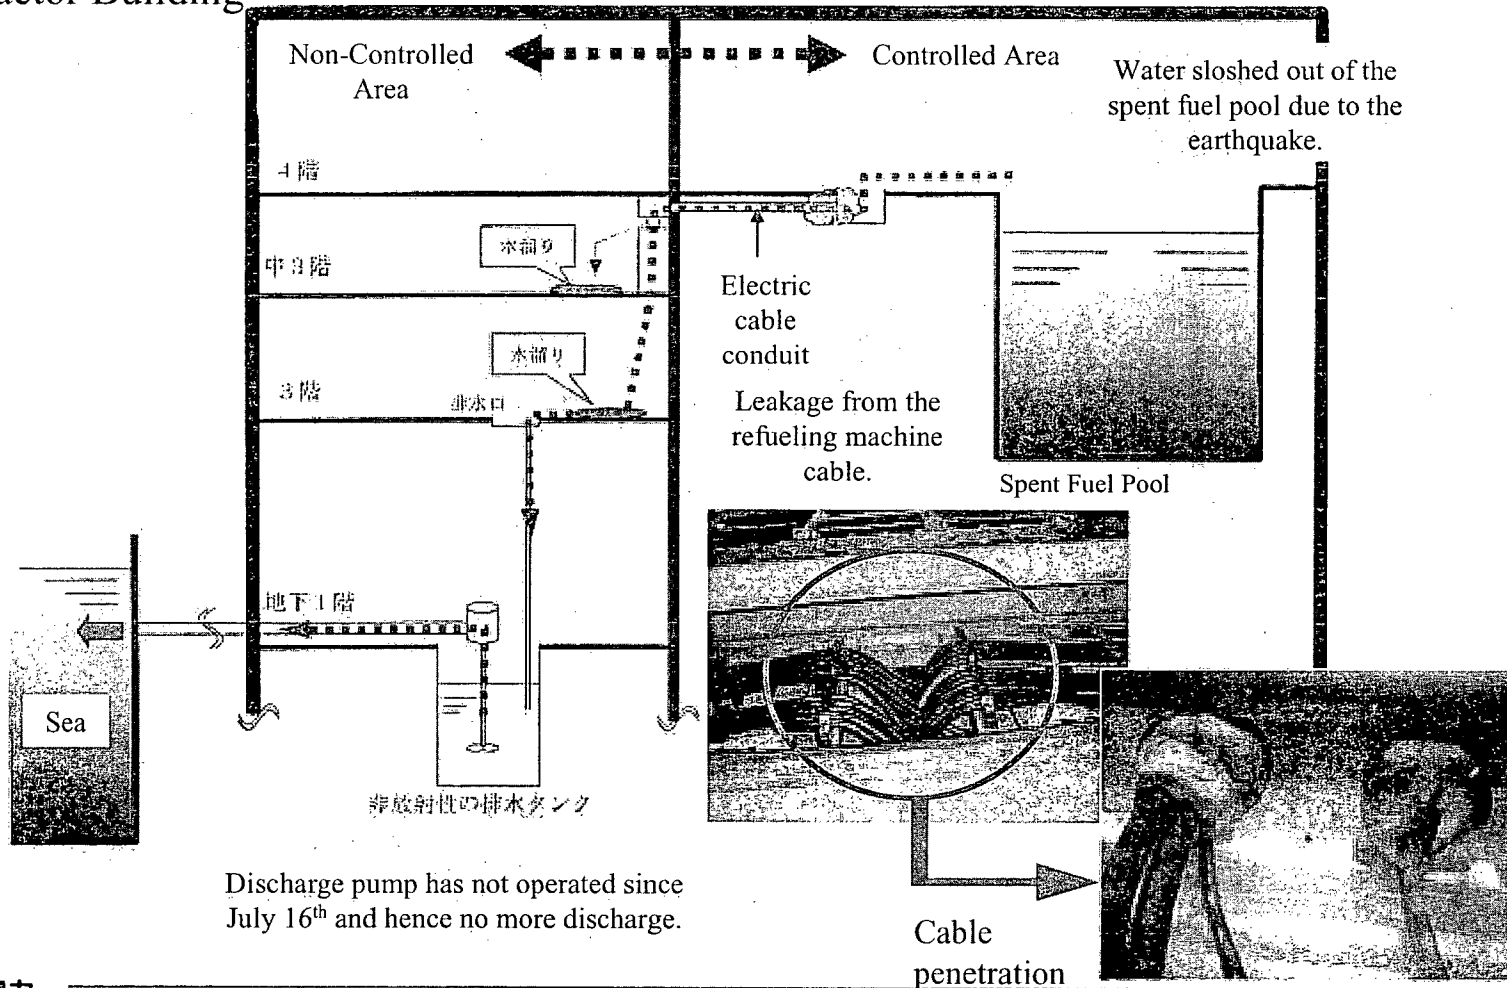 Reactor Building
Non-Controlled
Area
Controlled Area
Water sloshed out of the
spent fuel pool due to the
earthquake.
4階
水溜り
中3階
Electric
cable
conduit
水溜り
3階
排水口
Leakage from the
refueling machine
cable.
Spent Fuel Pool
地下1階
Sea
非放射性の排水タンク
Discharge pump has not operated since
July 16th and hence no more discharge.
Cable
penetration